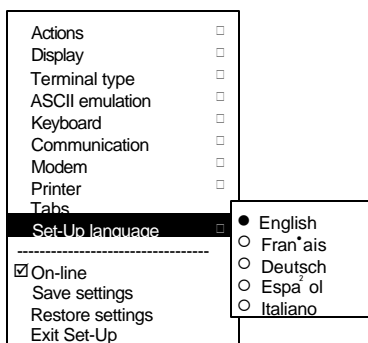 Actions
Display
Terminal type
ASCII emulation
Keyboard
Communication
Modem
Printer
Tabs
Set-Up language
On-line
Save settings
Restore settings
Exit Set-Up
English
Fran•ais
Deutsch
Espa² ol
Italiano